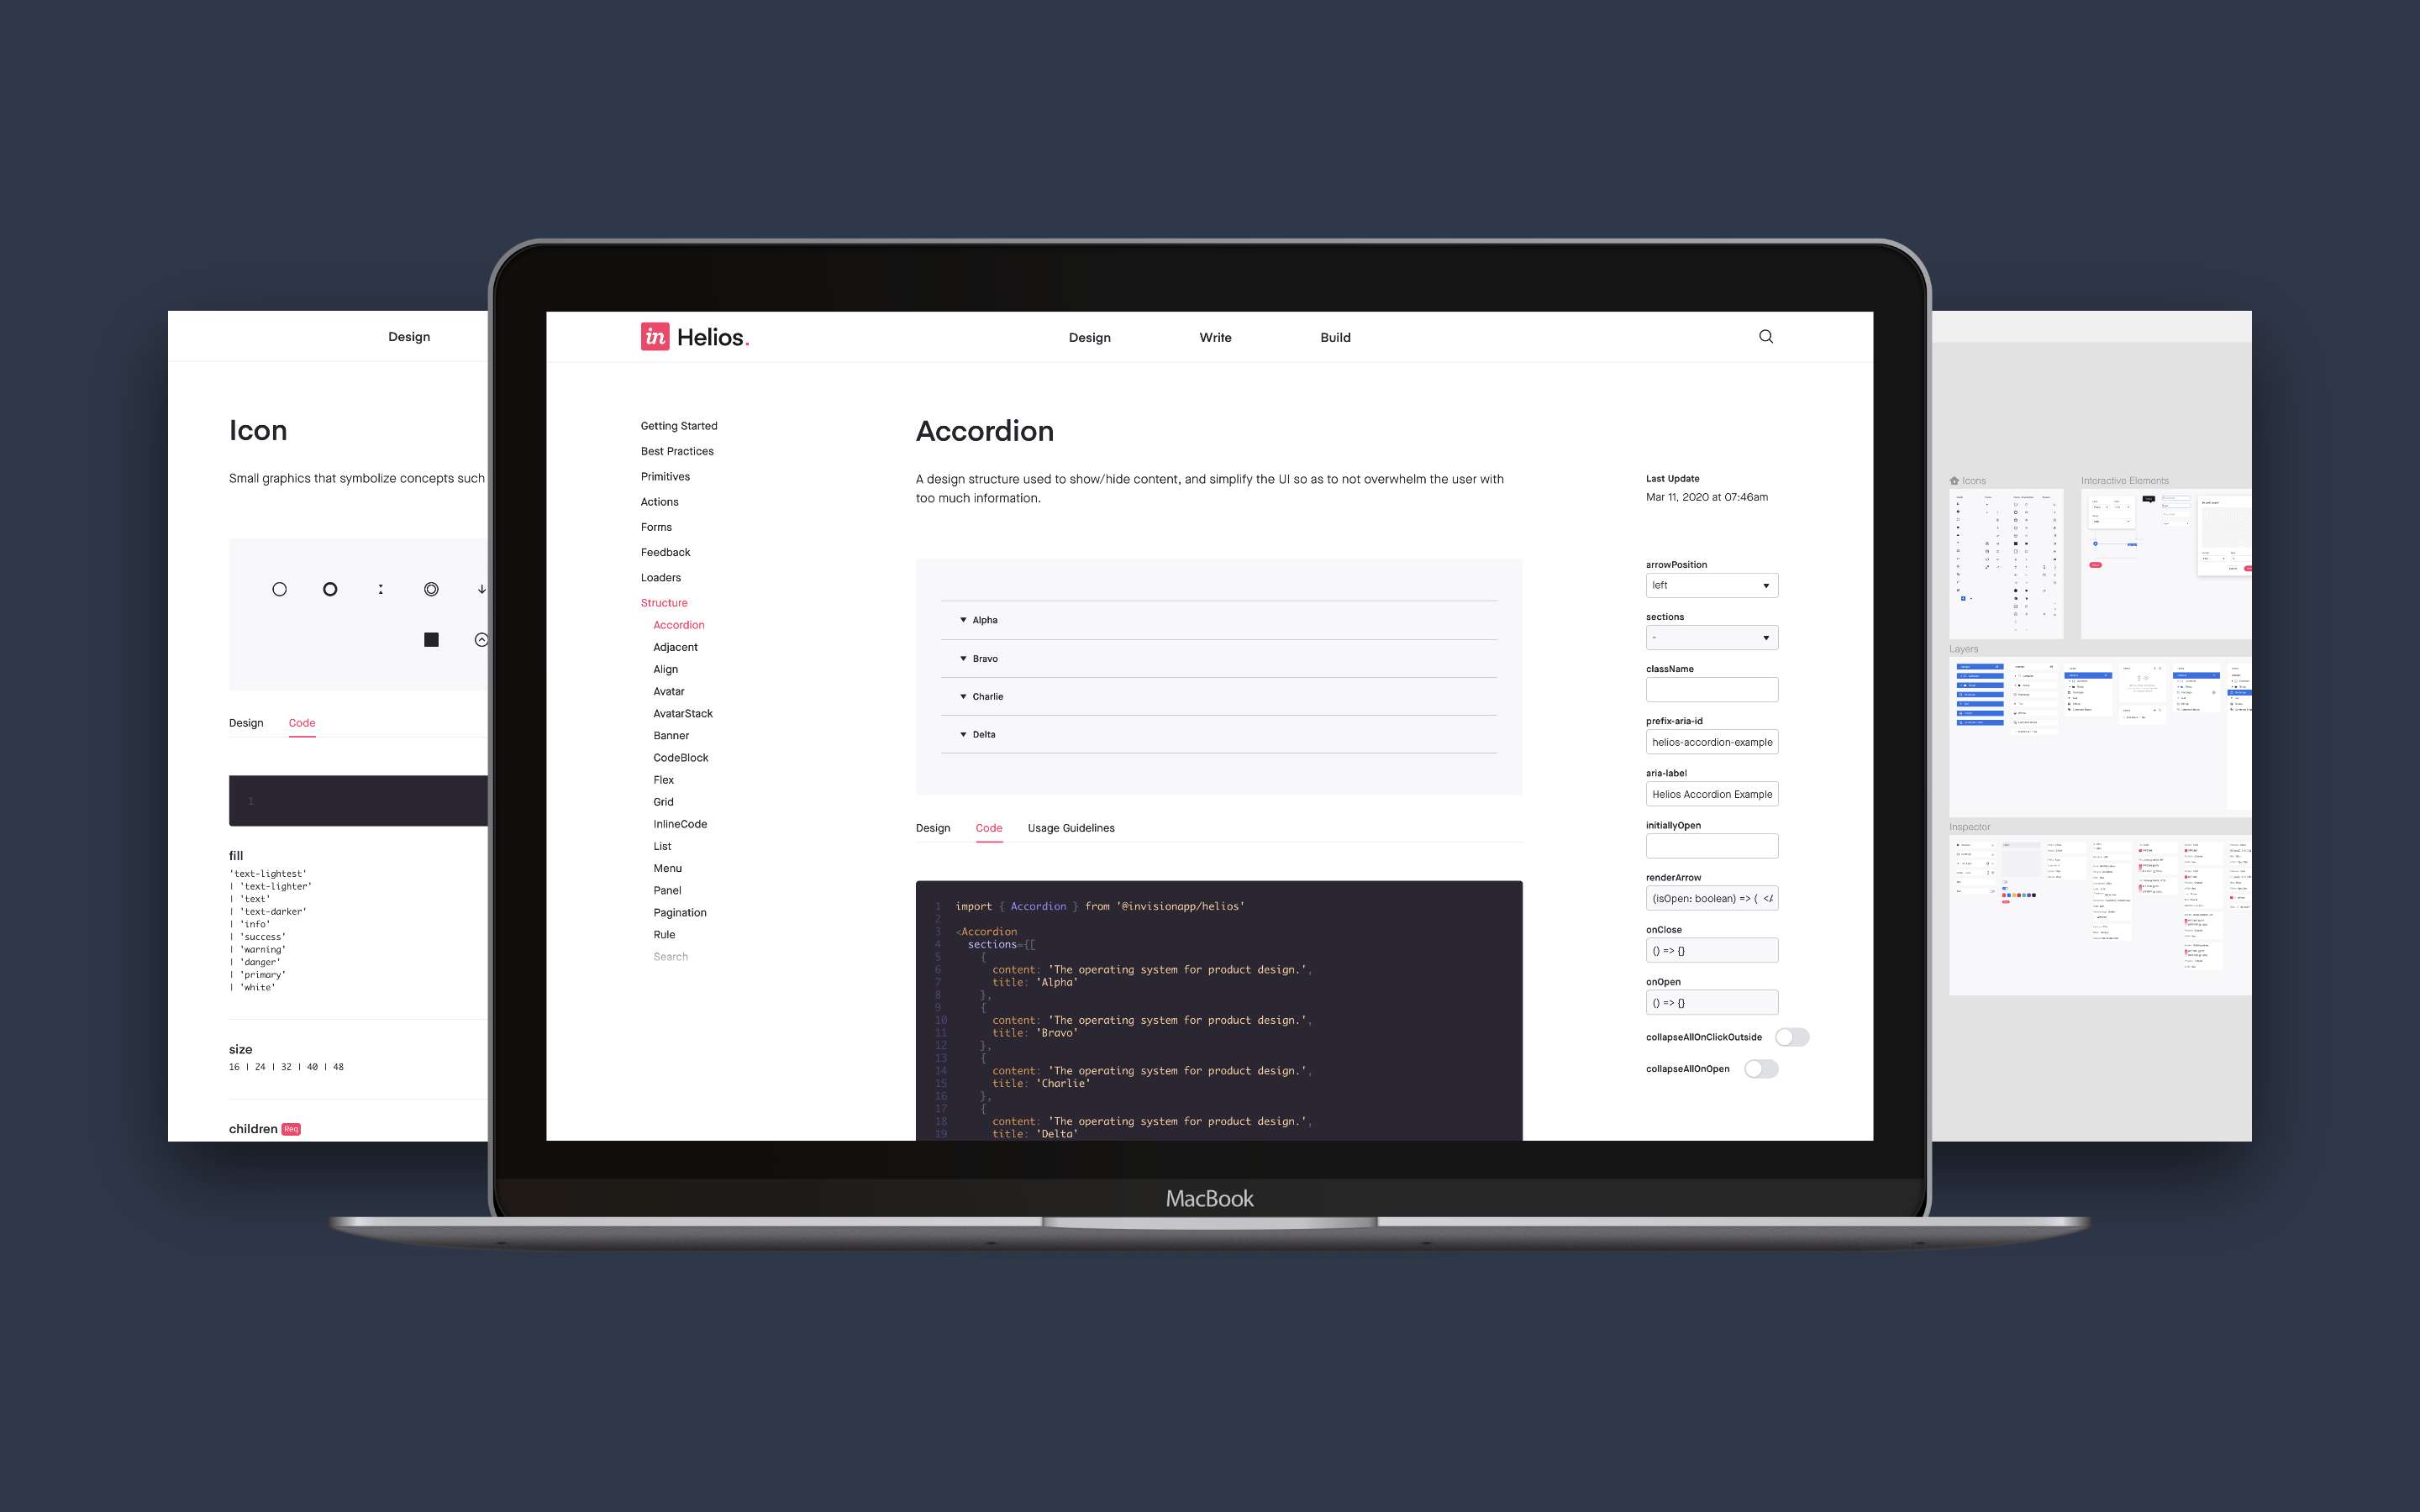 Design
Icon
Small graphics that symbolize concepts such
Design
Code
1
fill
'text-lightest'
| 'text-lighter'
| 'text'
| 'text-darker'
| 'info'
| 'success'
| 'warning'
| 'danger'
| 'primary'
| 'white'
size
16 | 24 | 32 | 40 | 48
children Req
in Helios.
Design
Write
Build
Getting Started
Best Practices
Primitives
Actions
Forms
Feedback
Loaders
Structure
Accordion
Adjacent
Align
Avatar
AvatarStack
Banner
CodeBlock
Flex
Grid
InlineCode
List
Menu
Panel
Pagination
Rule
Search
Accordion
A design structure used to show/hide content, and simplify the UI so as to not overwhelm the user with
too much information.
Alpha
Bravo
Charlie
Delta
Design
Code
Usage Guidelines
1 import { Accordion } from '@invisionapp/helios'
2
3 <Accordion
4 sections={[
5 {
6 content: 'The operating system for product design.',
7 title: 'Alpha'
8 },
9 {
10 content: 'The operating system for product design.',
11 title: 'Bravo'
12 },
13 {
14 content: 'The operating system for product design.',
15 title: 'Charlie'
16 },
17 {
18 content: 'The operating system for product design.',
19 title: 'Delta'
Last Update
Mar 11, 2020 at 07:46am
arrowPosition
left
sections
-
className
prefix-aria-id
helios-accordion-example
aria-label
Helios Accordion Example
initiallyOpen
renderArrow
(isOpen: boolean) => ( <A
onClose
() => {}
onOpen
() => {}
collapseAllOnClickOutside
collapseAllOnOpen
MacBook
Icons
Interactive Elements
Layers
Inspector